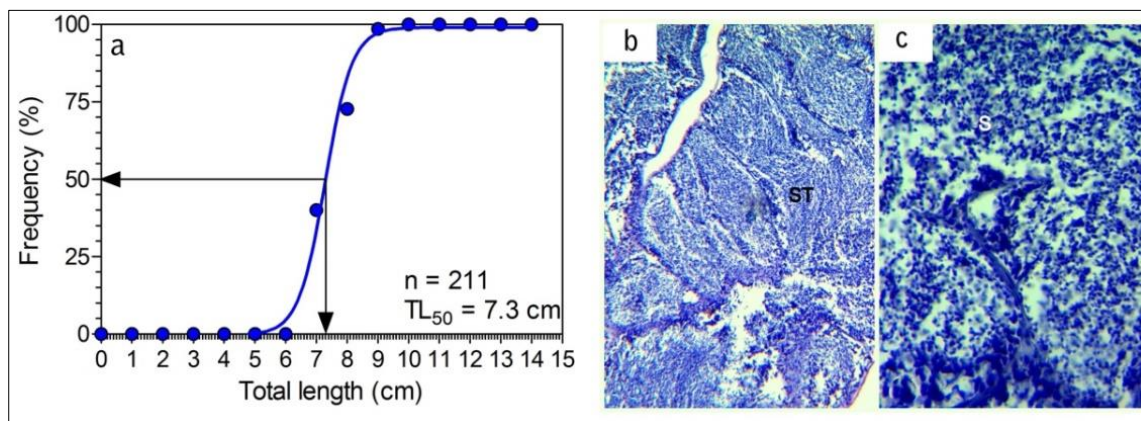 a
100
75
50
25
0
Frequency (%)
n = 211
TL50 = 7.3 cm
0 1 2 3 4 5 6 7 8 9 10 11 12 13 14 15
Total length (cm)
b
ST
c
S